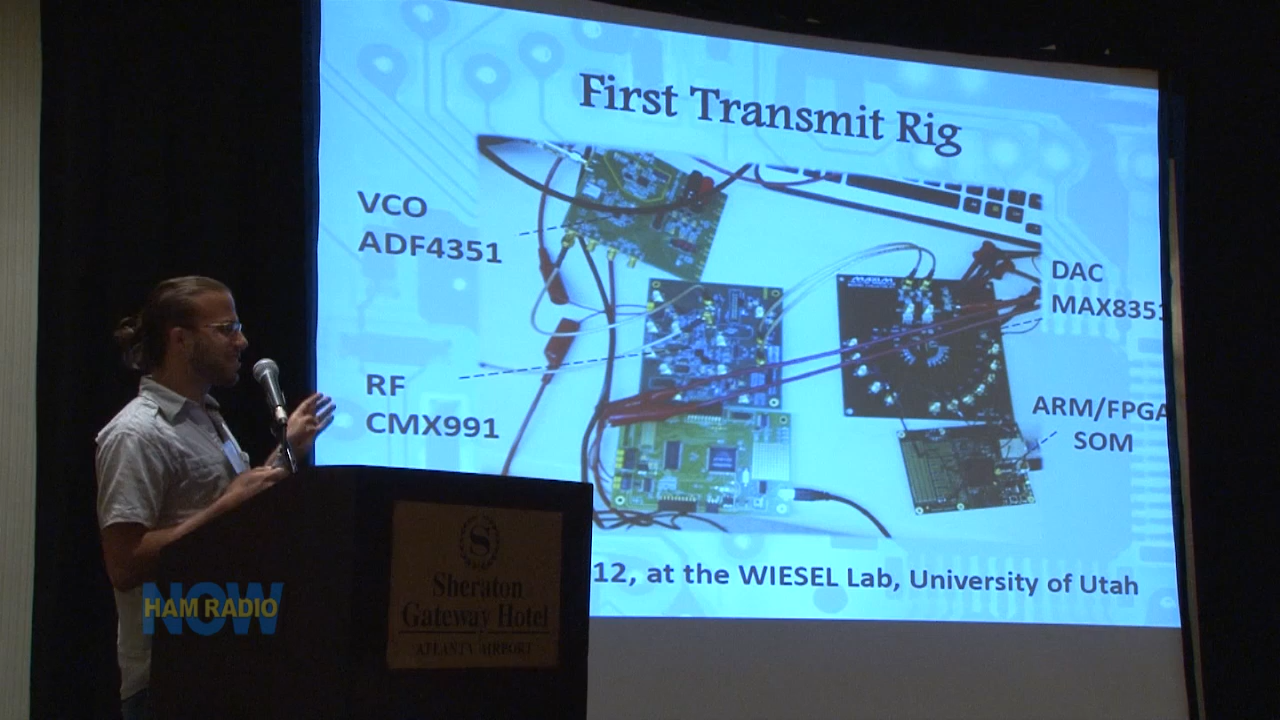 First Transmit Rig
VCO
ADF4351
DAC
MAX8351
RF
CMX991
ARM/FPGA
SOM
12, at the WIESEL Lab, University of Utah
S
Sheraton
Gateway Hotel
ATLANTA AIRPORT
HAM RADIO
NOW